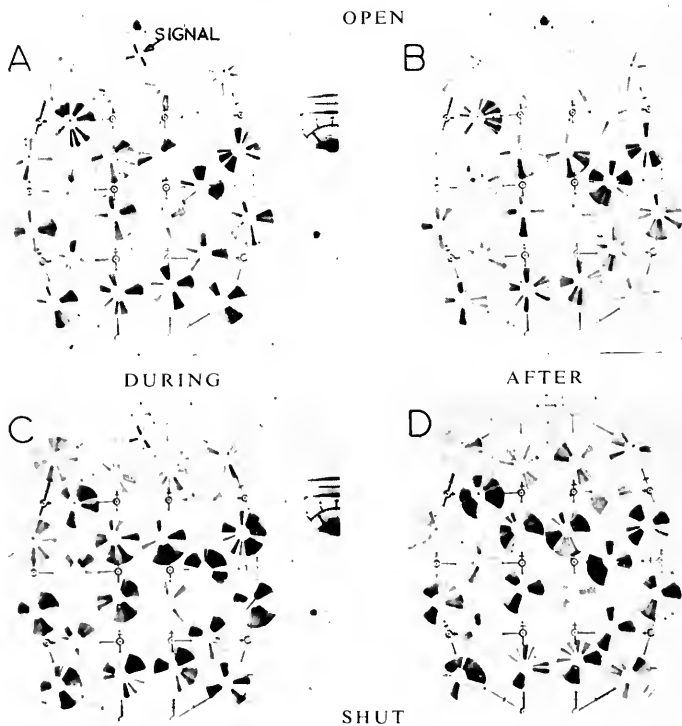 OPEN
A
SIGNAL
B
DURING
AFTER
C
D
SHUT